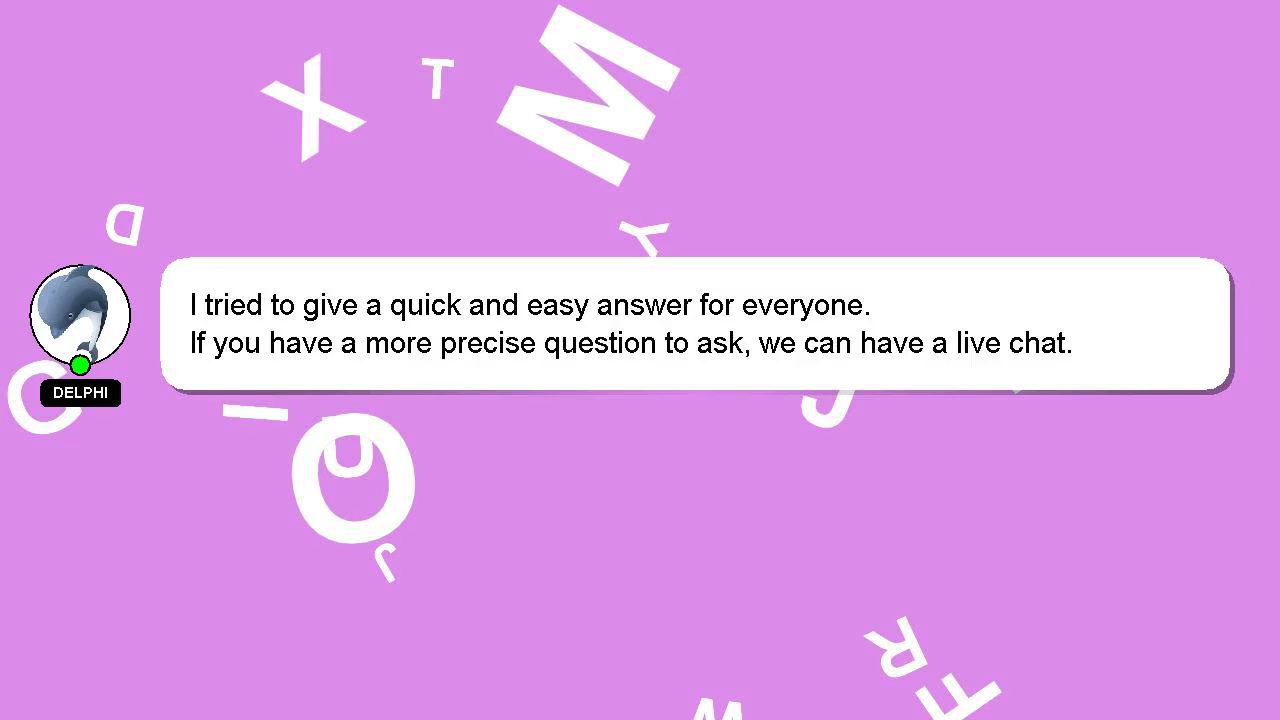 X
T
M
D
Y
I tried to give a quick and easy answer for everyone.
If you have a more precise question to ask, we can have a live chat.
DELPHI
C
I
O
U
J
J
R
F
W